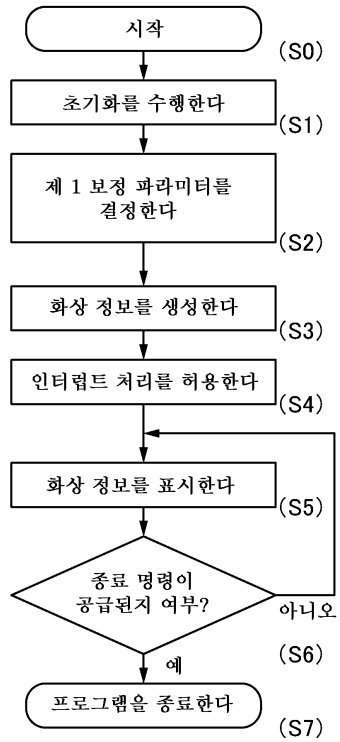 시작
(S0)
초기화를 수행한다
(S1)
제 1 보정 파라미터를
결정한다
(S2)
화상 정보를 생성한다
(S3)
인터럽트 처리를 허용한다
(S4)
화상 정보를 표시한다
(S5)
종료 명령이
공급된지 여부?
아니오
(S6)
예
프로그램을 종료한다
(S7)